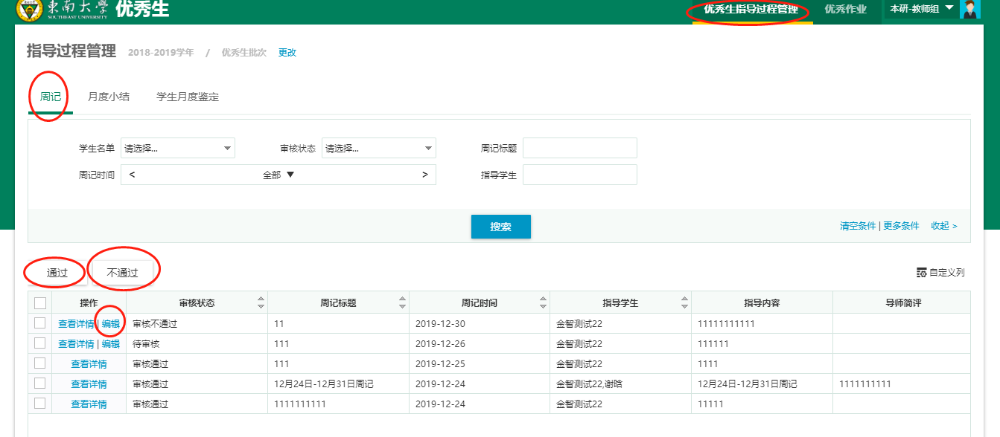 東南大學 优秀生 优秀生指导过程管理 优秀作业 本研-教师组
SOUTHEAST UNIVERSITY
指导过程管理 2018-2019学年 / 优秀生批次 更改
周记 月度小结 学生月度鉴定
学生名单 请选择... 审核状态 请选择... 周记标题
周记时间 < 全部 ▼ > 指导学生
搜索 清空条件 | 更多条件 收起 >
通过 不通过 自定义列
操作 审核状态 周记标题 周记时间 指导学生 指导内容 导师简评
查看详情 | 编辑 审核不通过 11 2019-12-30 金智测试22 11111111111
查看详情 | 编辑 待审核 111 2019-12-26 金智测试22 111111
查看详情 审核通过 111 2019-12-25 金智测试22 1111
查看详情 审核通过 12月24日-12月31日周记 2019-12-24 金智测试22,谢晗 12月24日-12月31日周记 1111111111
查看详情 审核通过 1111111111 2019-12-24 金智测试22 11111